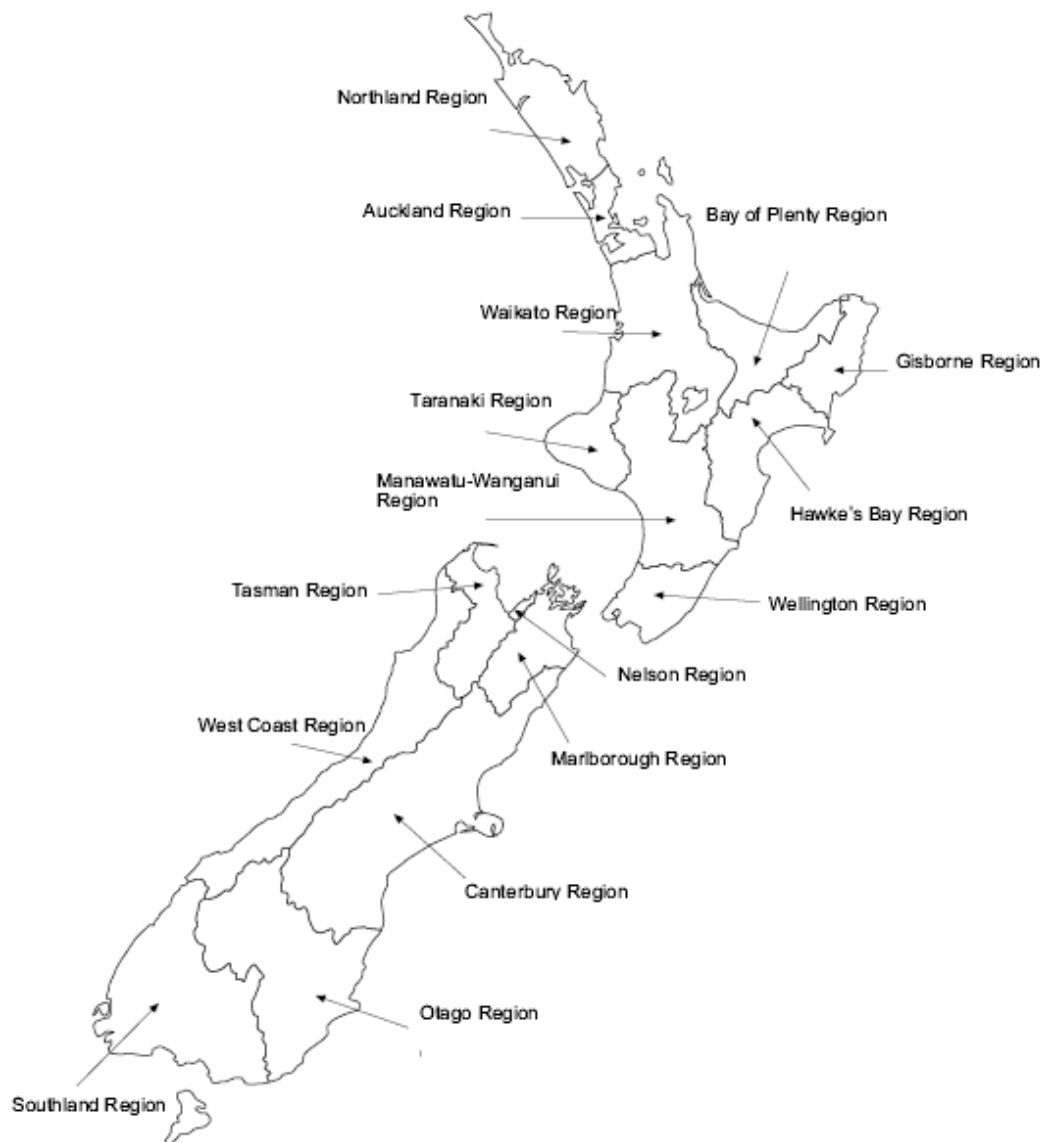 Northland Region
Auckland Region
Bay of Plenty Region
Waikato Region
Gisborne Region
Taranaki Region
Manawatu-Wanganui
Region
Hawke's Bay Region
Tasman Region
Wellington Region
Nelson Region
West Coast Region
Marlborough Region
Canterbury Region
Otago Region
Southland Region